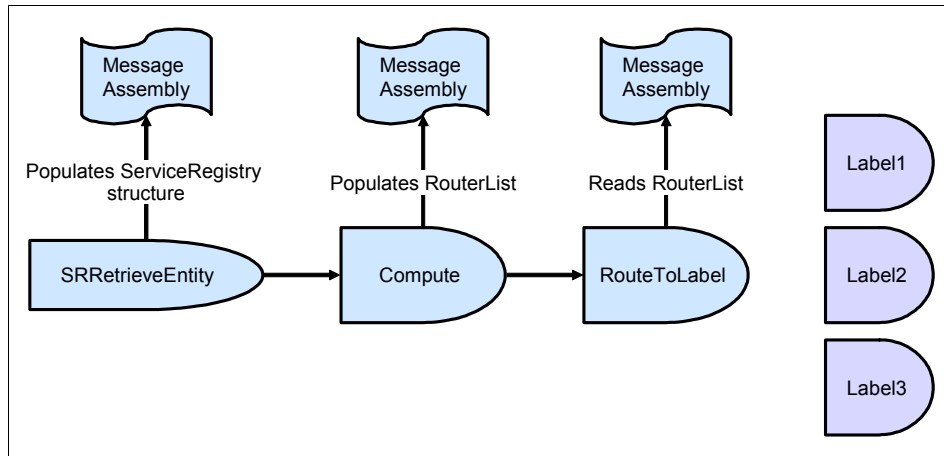 Message
Assembly
Message
Assembly
Message
Assembly
Populates ServiceRegistry
structure
Populates RouterList
Reads RouterList
SRRetrieveEntity
Compute
RouteToLabel
Label1
Label2
Label3